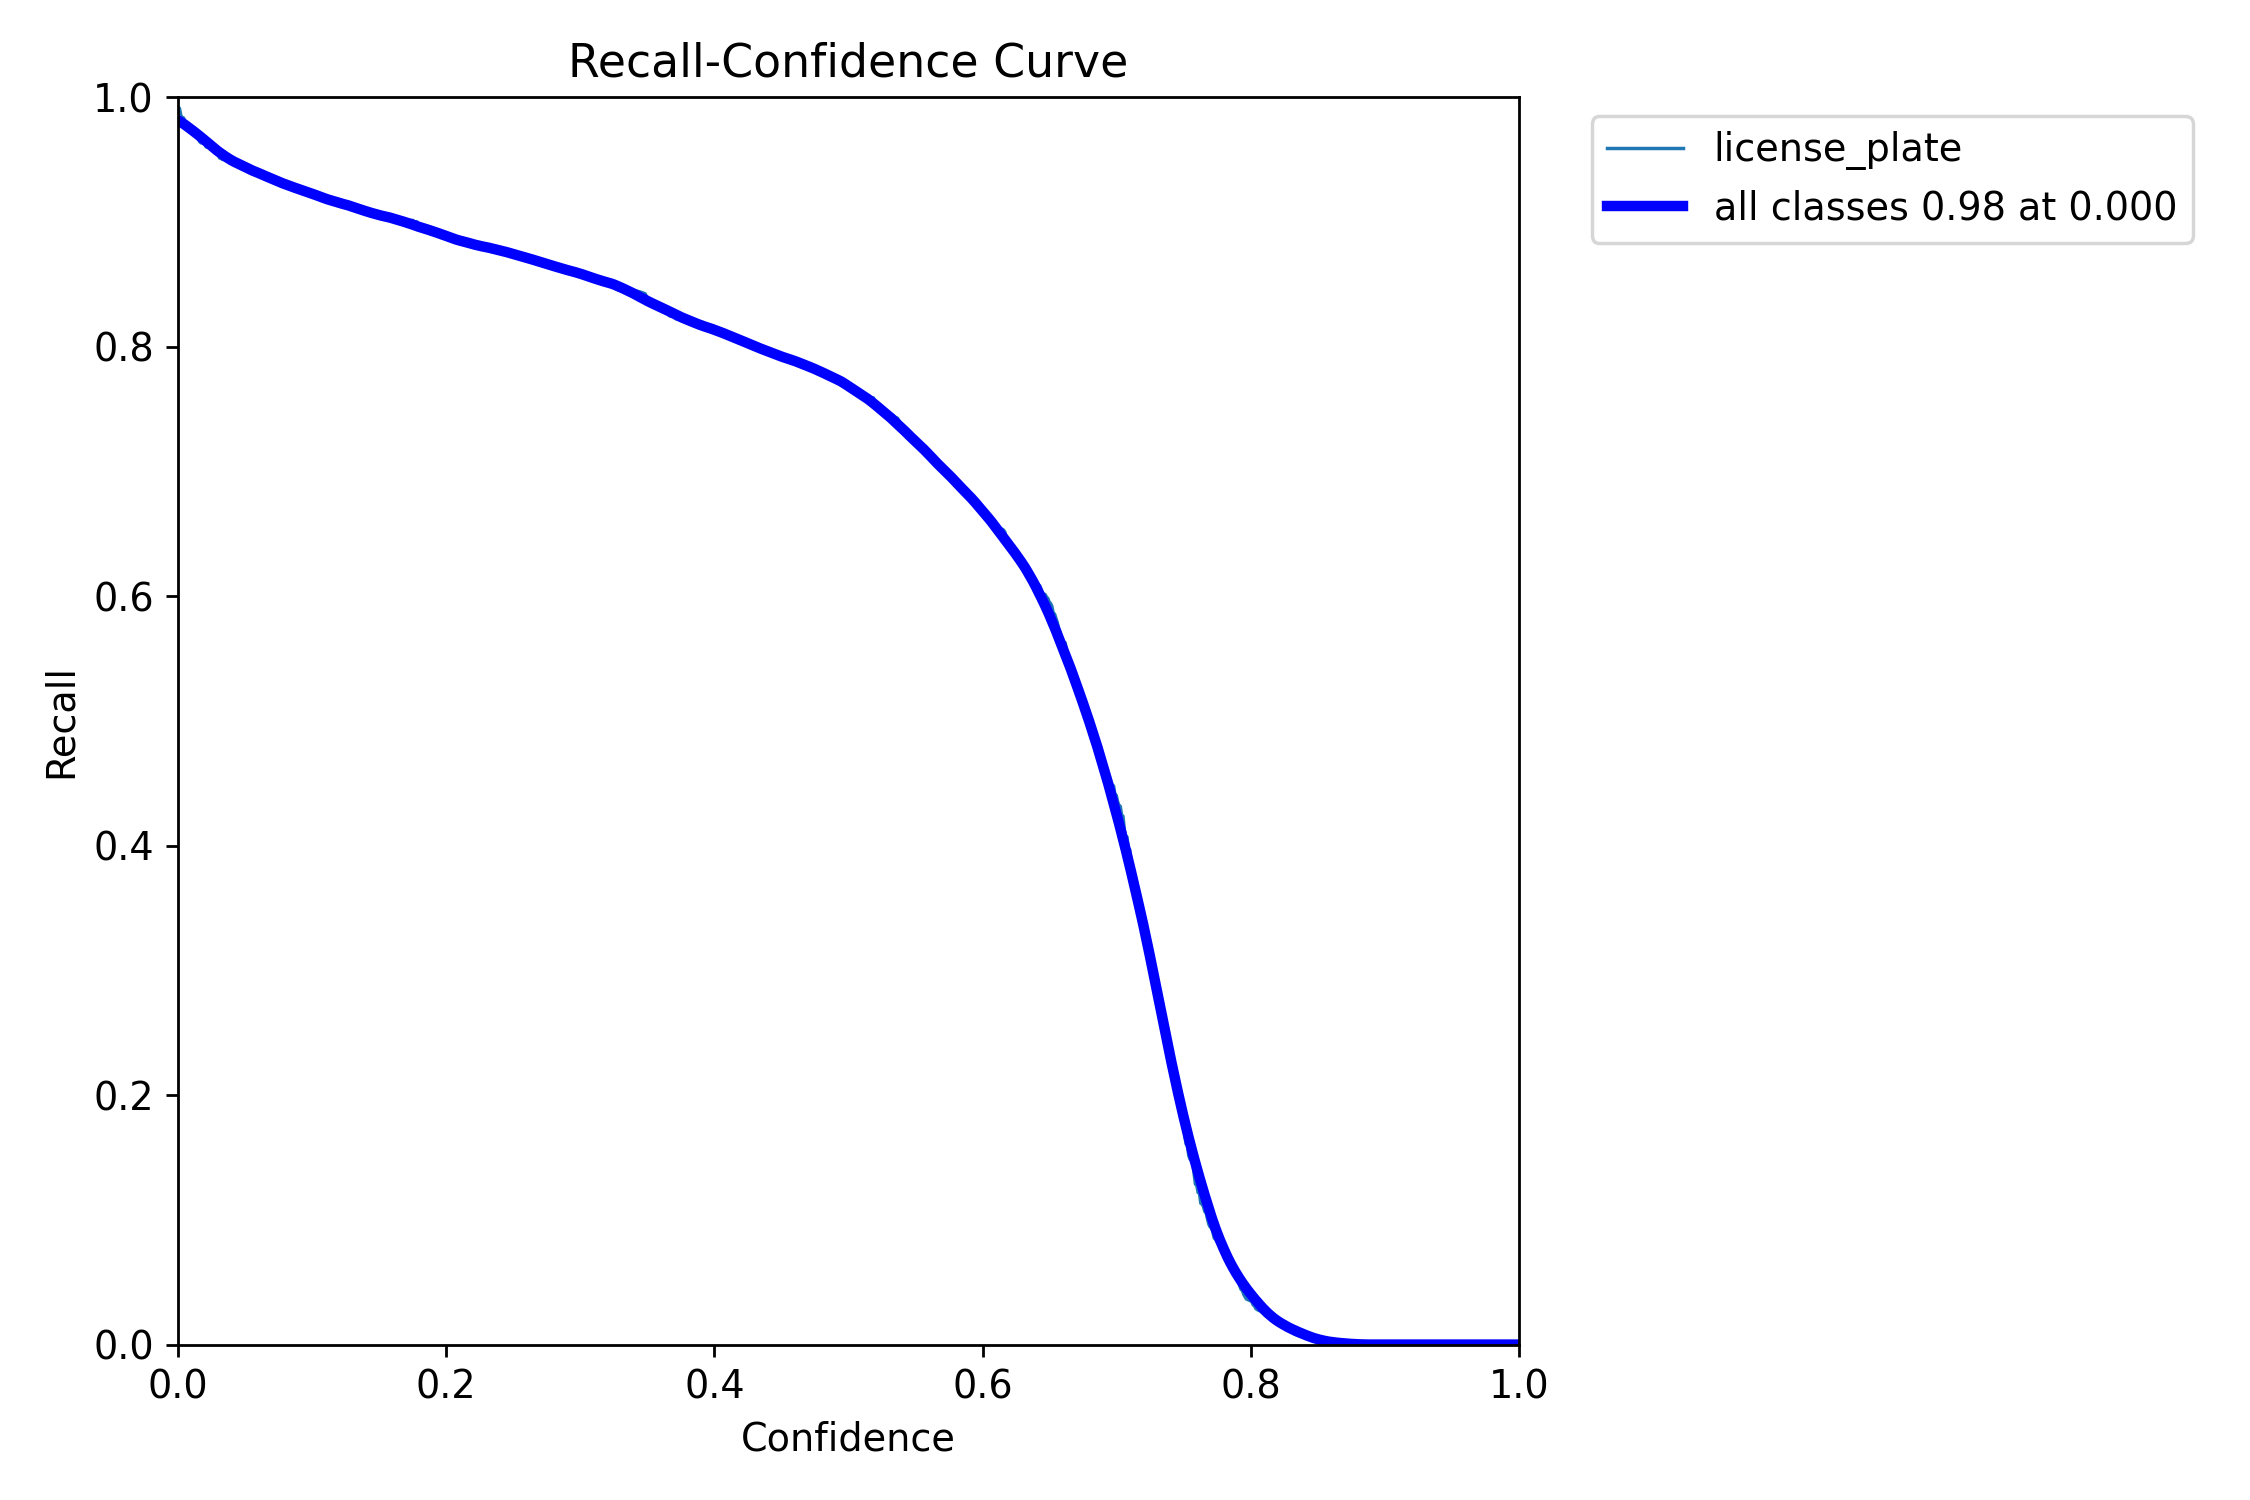 Recall-Confidence Curve
1.0
0.8
0.6
0.4
0.2
0.0
Recall
0.0 0.2 0.4 0.6 0.8 1.0
Confidence
license_plate
all classes 0.98 at 0.000